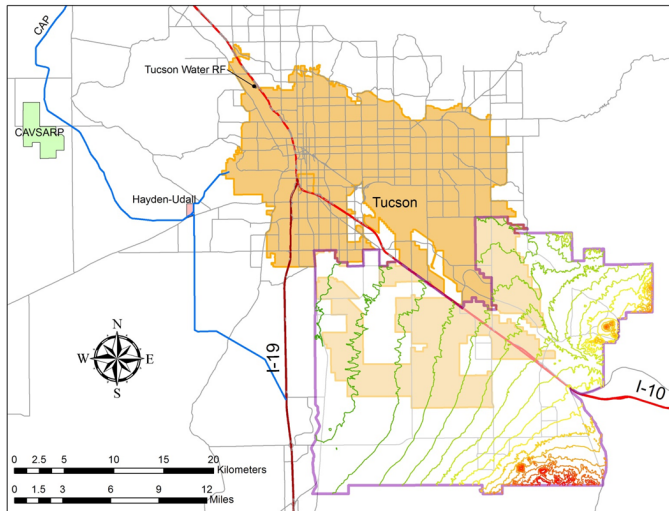 CAP
Tucson Water RF
CAVSARP
Hayden-Udall
Tucson
N
W E
S
I-19
I-10
0 2.5 5 10 15 20
Kilometers
0 1.5 3 6 9 12
Miles